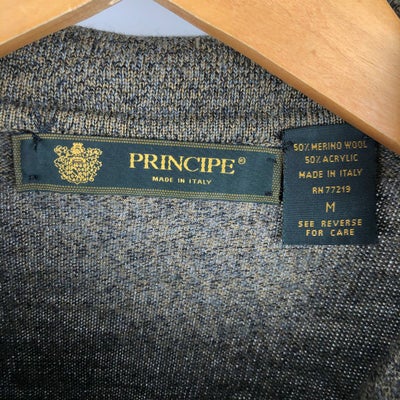 PRINCIPE®
MADE IN ITALY
50% MERINO WOOL
50% ACRYLIC
MADE IN ITALY
RN 77219
M
SEE REVERSE
FOR CARE